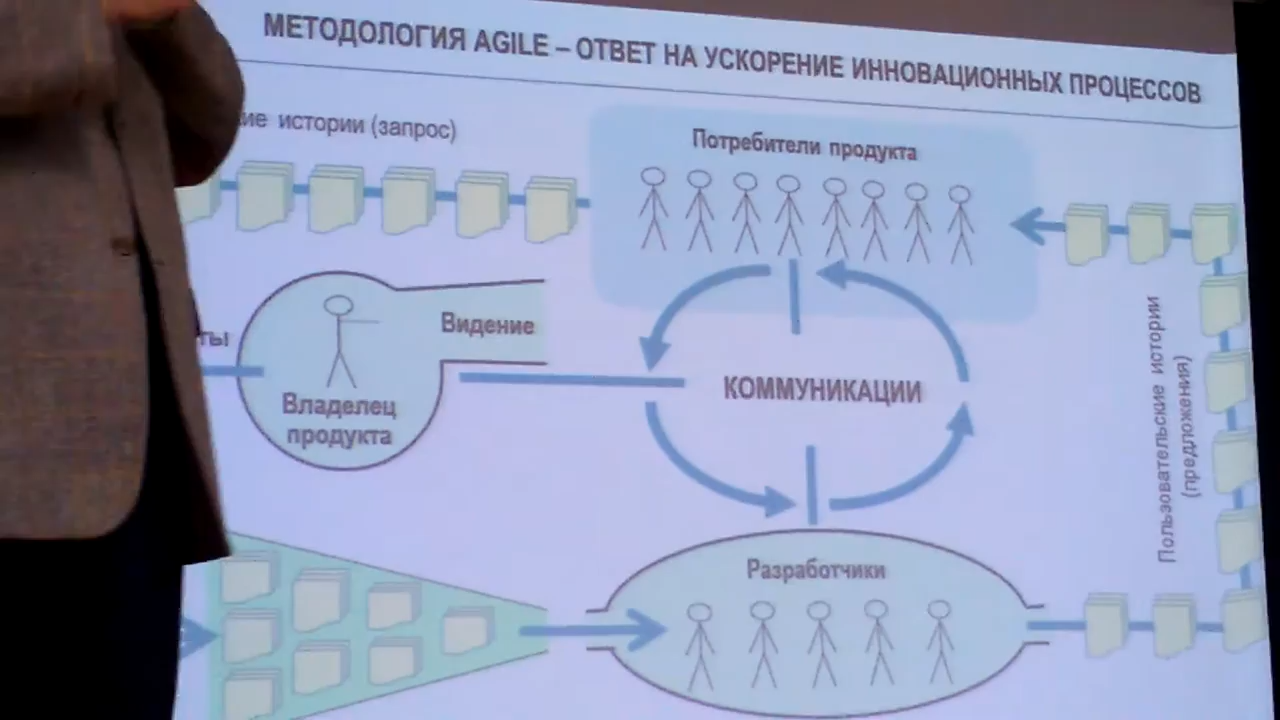 МЕТОДОЛОГИЯ AGILE – ОТВЕТ НА УСКОРЕНИЕ ИННОВАЦИОННЫХ ПРОЦЕССОВ
истории (запрос)
Потребители продукта
Видение
Владелец
продукта
КОММУНИКАЦИИ
Пользовательские истории
(предложения)
Разработчики